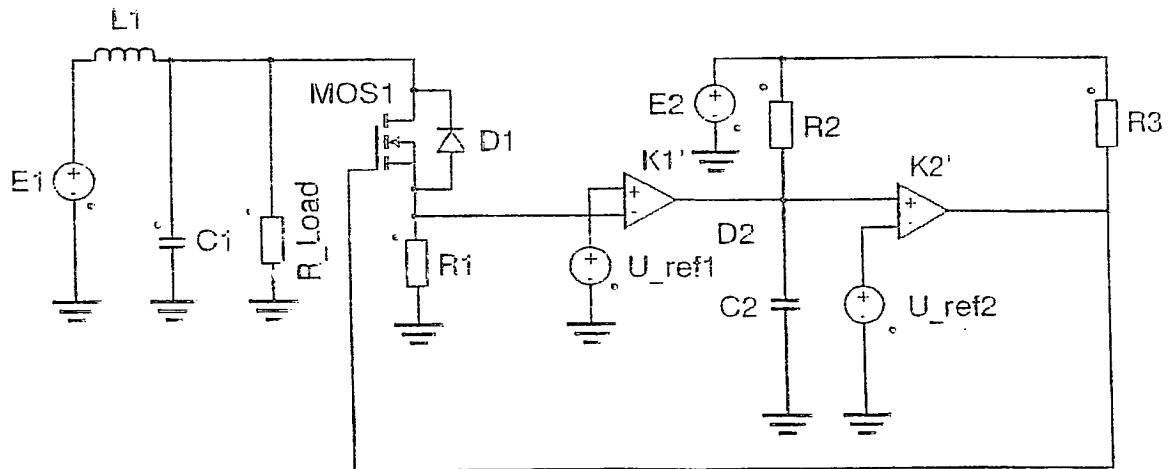 L1
MOS1
D1
E1
C1
R_Load
R1
K1'
U_ref1
E2
R2
D2
C2
K2'
U_ref2
R3